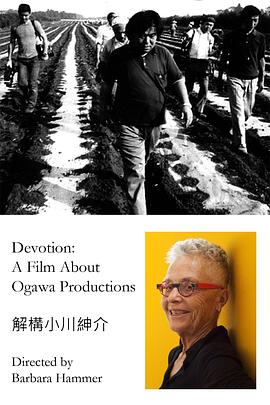 Devotion:
A Film About
Ogawa Productions
解構小川紳介
Directed by
Barbara Hammer